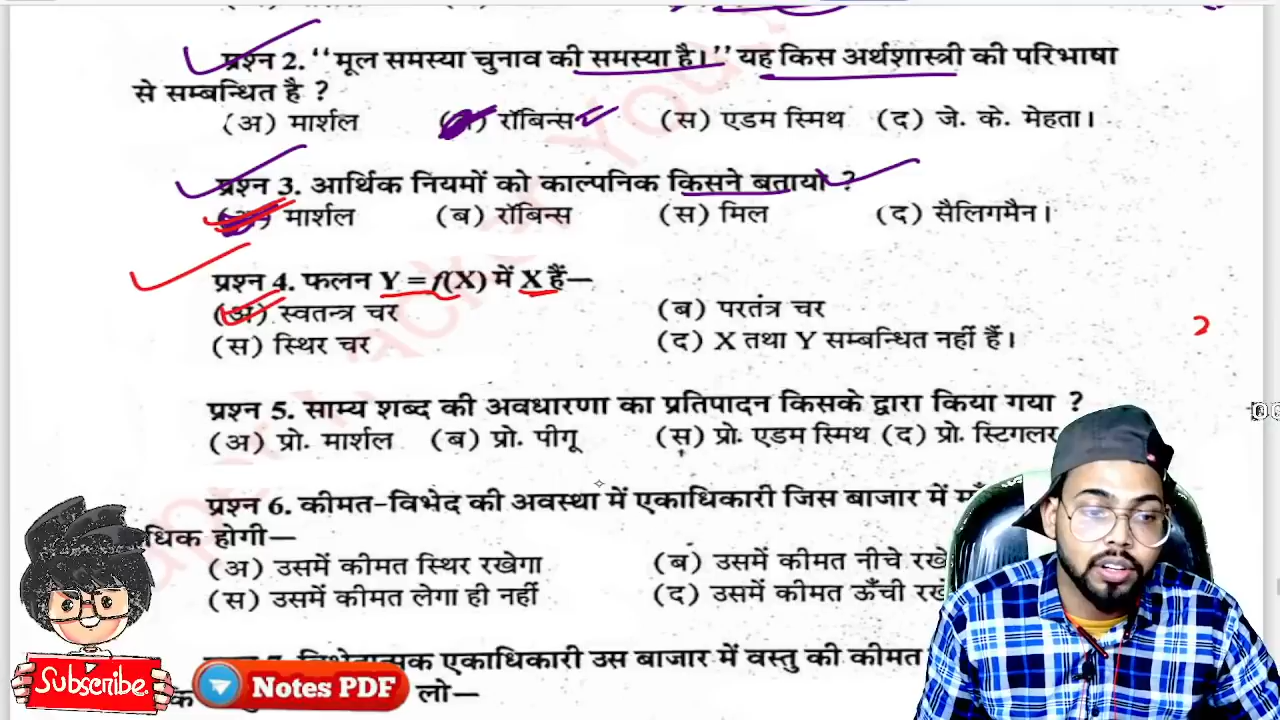 प्रश्न 2. “मूल समस्या चुनाव की समस्या है।” यह किस अर्थशास्त्री की परिभाषा
से सम्बन्धित है ?
(अ) मार्शल रॉबिन्स (स) एडम स्मिथ (द) जे. के. मेहता।
प्रश्न 3. आर्थिक नियमों को काल्पनिक किसने बताया ?
मार्शल (ब) रॉबिन्स (स) मिल (द) सैलिगमैन।
प्रश्न 4. फलन Y = f(X) में X हैं—
(अ) स्वतन्त्र चर (ब) परतंत्र चर
(स) स्थिर चर (द) X तथा Y सम्बन्धित नहीं हैं।
प्रश्न 5. साम्य शब्द की अवधारणा का प्रतिपादन किसके द्वारा किया गया ?
(अ) प्रो. मार्शल (ब) प्रो. पीगू (स) प्रो. एडम स्मिथ (द) प्रो. स्टिगलर
प्रश्न 6. कीमत-विभेद की अवस्था में एकाधिकारी जिस बाजार में
धिक होगी—
(अ) उसमें कीमत स्थिर रखेगा (ब) उसमें कीमत नीचे रखे
(स) उसमें कीमत लेगा ही नहीं (द) उसमें कीमत ऊँची रखे
एकाधिकारी उस बाजार में वस्तु की कीमत
लो—
Subscribe.
Notes PDF